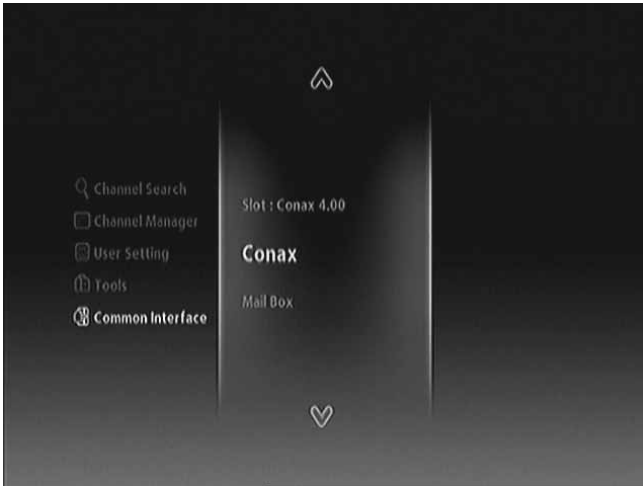 Channel Search
Channel Manager
User Setting
Tools
Common Interface
Slot : Conax 4.00
Conax
Mail Box